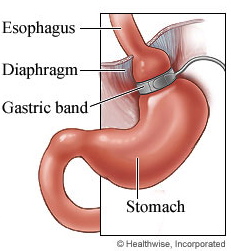 Esophagus
Diaphragm
Gastric band
Stomach
© Healthwise, Incorporated